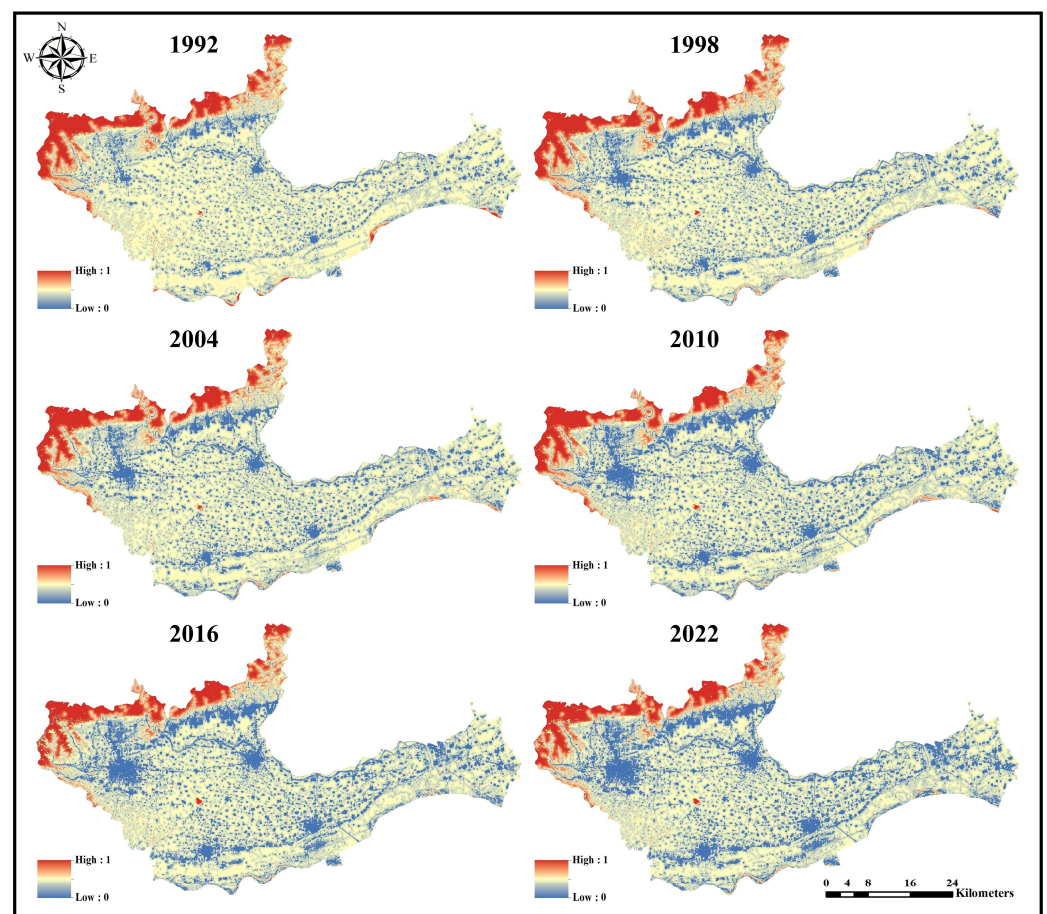 N
W E
S
1992
1998
High : 1
Low : 0
High : 1
Low : 0
2004
2010
High : 1
Low : 0
High : 1
Low : 0
2016
2022
High : 1
Low : 0
High : 1
Low : 0
0 4 8 16 24
Kilometers